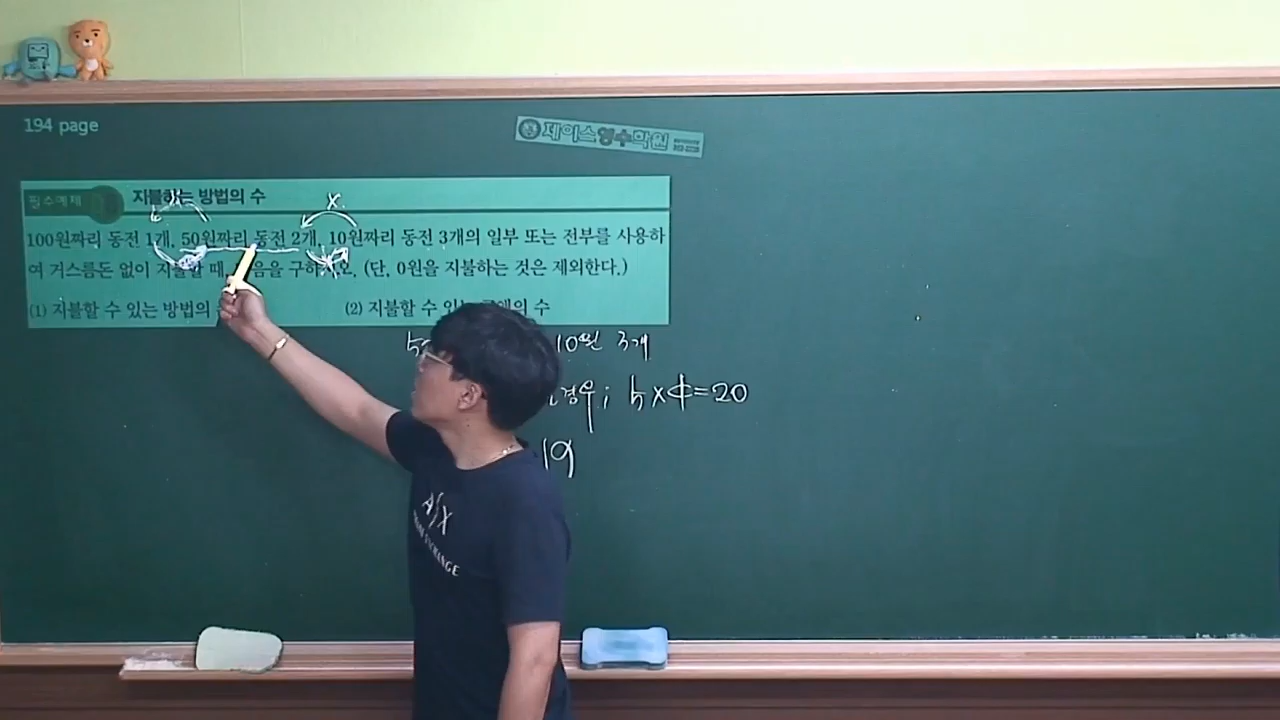 194 page
제이스영수학원
필수예제 지불하는 방법의 수
100원짜리 동전 1개, 50원짜리 동전 2개, 10원짜리 동전 3개의 일부 또는 전부를 사용하
여 거스름돈 없이 지불할 때, 다음을 구하시오. (단, 0원을 지불하는 것은 제외한다.)
(1) 지불할 수 있는 방법의 (2) 지불할 수 있는 금액의 수
10원 3개
경우; 5×4=20
19
A|X